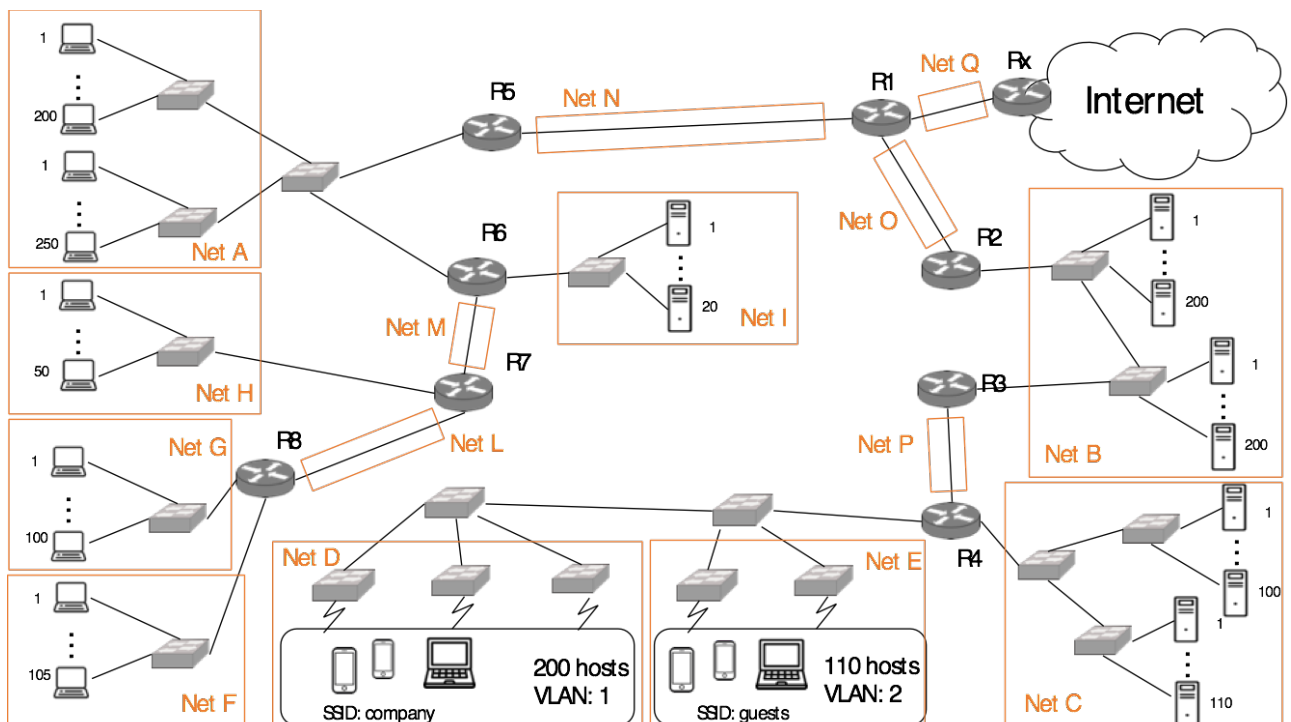 1
200
1
250
Net A
1
50
Net H
Net G
1
100
1
105
Net F
R5
Net N
R1
Net Q
Rx
Internet
Net O
R2
R6
Net M
R7
1
20
Net I
R8
Net L
Net D
200 hosts
VLAN: 1
SSID: company
Net E
110 hosts
VLAN: 2
SSID: guests
R3
Net P
R4
1
200
1
200
Net B
1
100
1
110
Net C